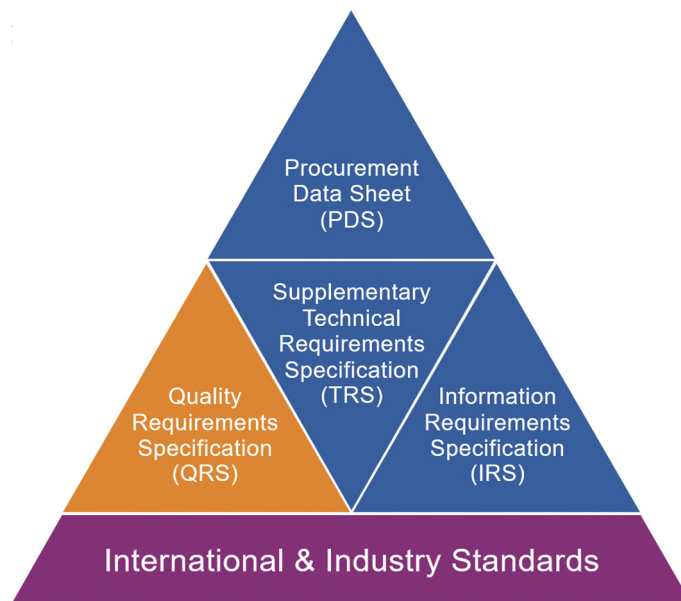 Procurement
Data Sheet
(PDS)
Supplementary
Technical
Requirements
Specification
(TRS)
Quality
Requirements
Specification
(QRS)
Information
Requirements
Specification
(IRS)
International & Industry Standards